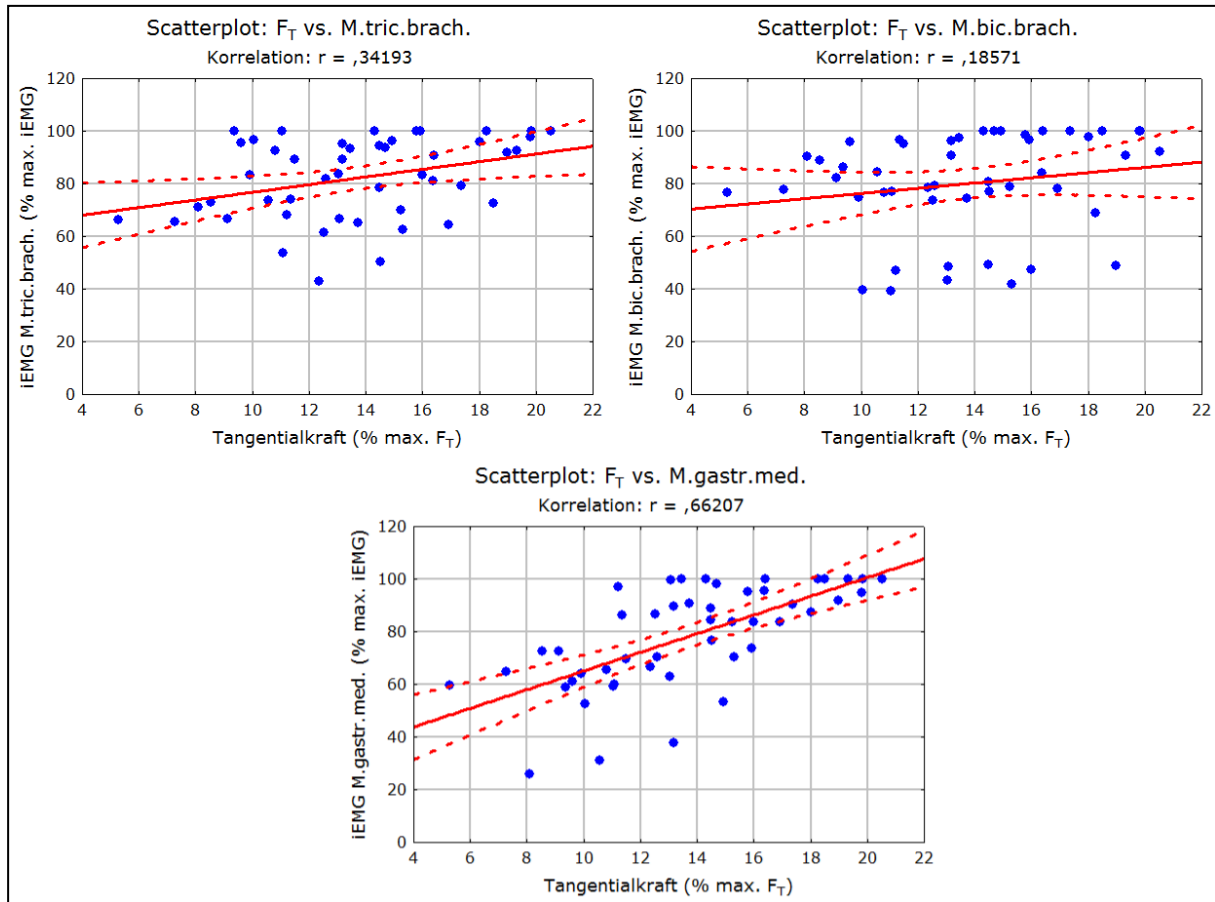 Scatterplot: F_T vs. M.tric.brach.
Korrelation: r = ,34193
iEMG M.tric.brach. (% max. iEMG)
120
100
80
60
40
20
0
4 6 8 10 12 14 16 18 20 22
Tangentialkraft (% max. F_T)
Scatterplot: F_T vs. M.bic.brach.
Korrelation: r = ,18571
iEMG M.bic.brach. (% max. iEMG)
120
100
80
60
40
20
0
4 6 8 10 12 14 16 18 20 22
Tangentialkraft (% max. F_T)
Scatterplot: F_T vs. M.gastr.med.
Korrelation: r = ,66207
iEMG M.gastr.med. (% max. iEMG)
120
100
80
60
40
20
0
4 6 8 10 12 14 16 18 20 22
Tangentialkraft (% max. F_T)